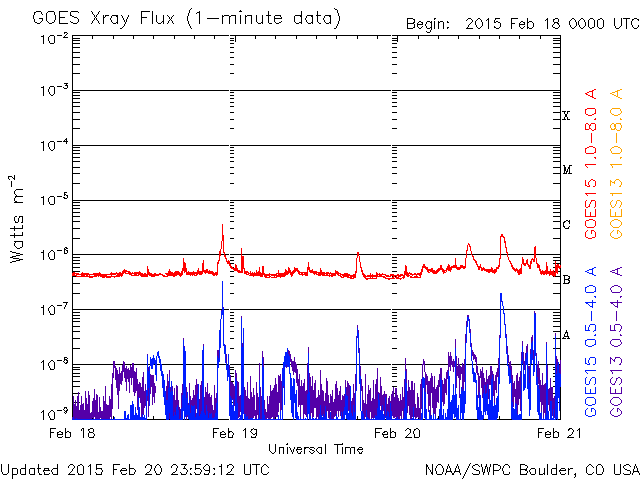 GOES Xray Flux (1-minute data)
Begin: 2015 Feb 18 0000 UTC
10-2
10-3
10-4
10-5
10-6
10-7
10-8
10-9
Watts m-2
X
M
C
B
A
GOES15 1.0-8.0 A
GOES13 1.0-8.0 A
GOES15 0.5-4.0 A
GOES13 0.5-4.0 A
Feb 18
Feb 19
Feb 20
Feb 21
Universal Time
Updated 2015 Feb 20 23:59:12 UTC
NOAA/SWPC Boulder, CO USA